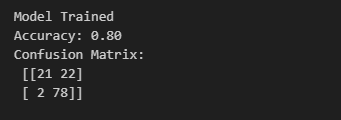 Model Trained
Accuracy: 0.80
Confusion Matrix:
[[21 22]
[ 2 78]]